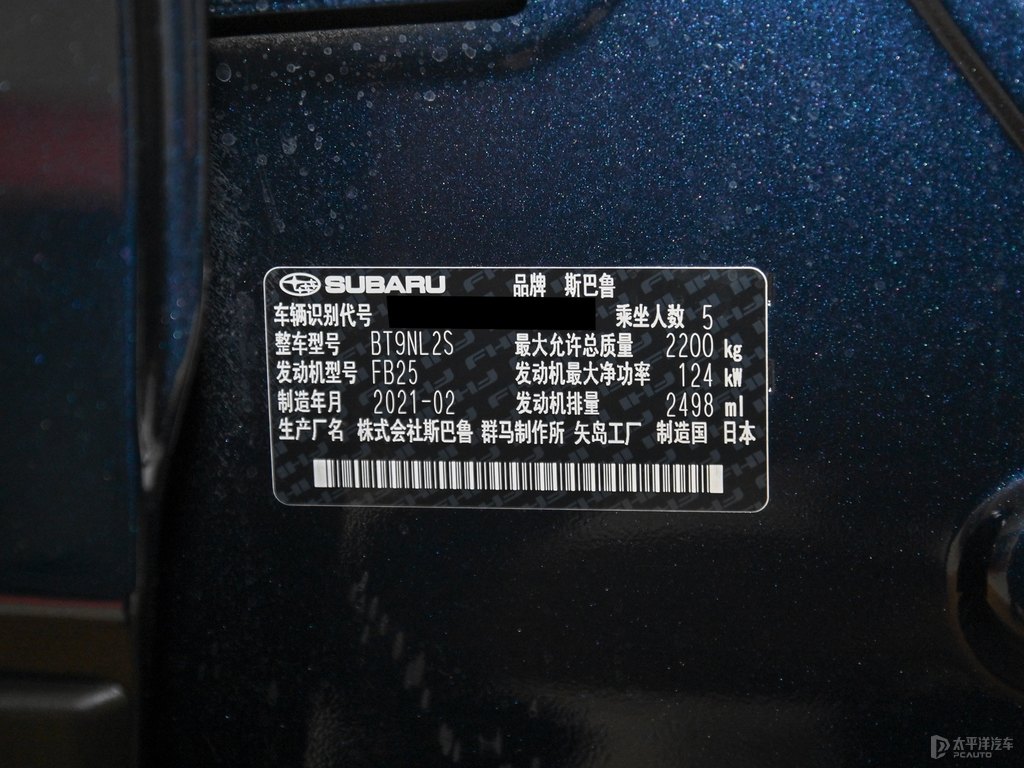 SUBARU 品牌 斯巴鲁
车辆识别代号 乘坐人数 5
整车型号 BT9NL2S 最大允许总质量 2200 kg
发动机型号 FB25 发动机最大净功率 124 kW
制造年月 2021-02 发动机排量 2498 ml
生产厂名 株式会社斯巴鲁 群马制作所 矢岛工厂 制造国 日本
太平洋汽车
PCAUTO